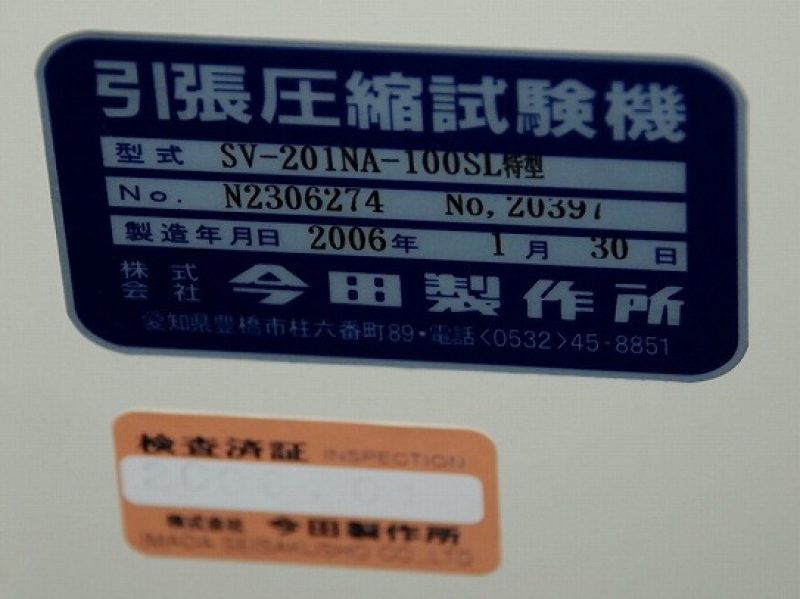 引張圧縮試験機
型式 SV-201NA-100SL特型
No. N2306274 No, 20397
製造年月日 2006年 1月 30日
株式会社 今田製作所
愛知県豊橋市柱六番町89・電話<0532>45-8851
検査済証 INSPECTION
2006.01
株式会社 今田製作所
IMADA SEISAKUSHO CO.,LTD